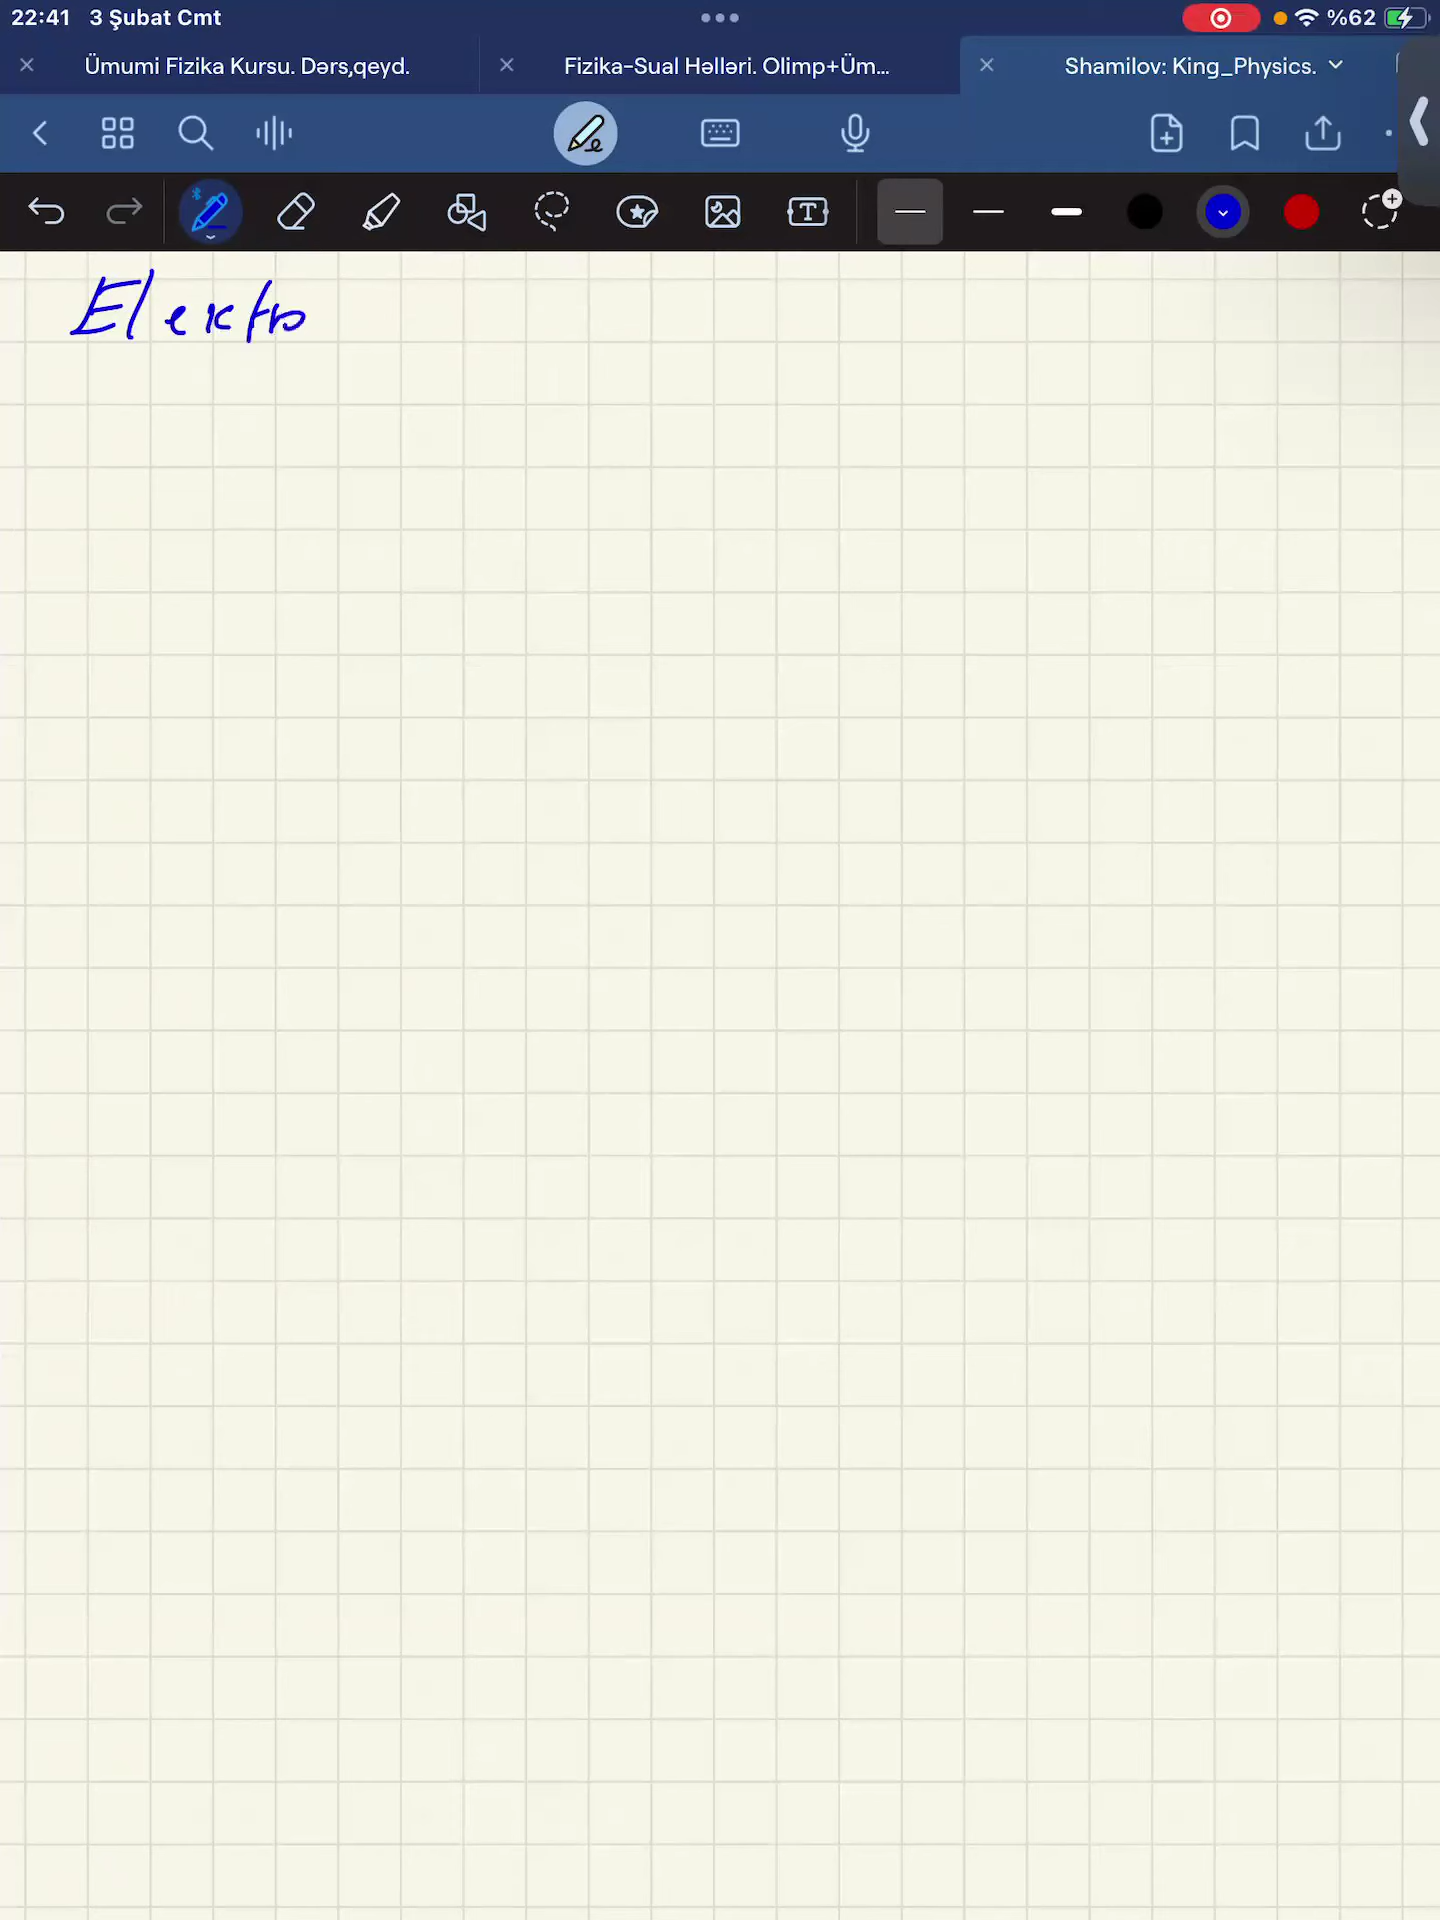 22:41 3 Şubat Cmt %62
Ümumi Fizika Kursu. Dərs,qeyd. Fizika-Sual Həlləri. Olimp+Üm... Shamilov: King_Physics.
Elektro